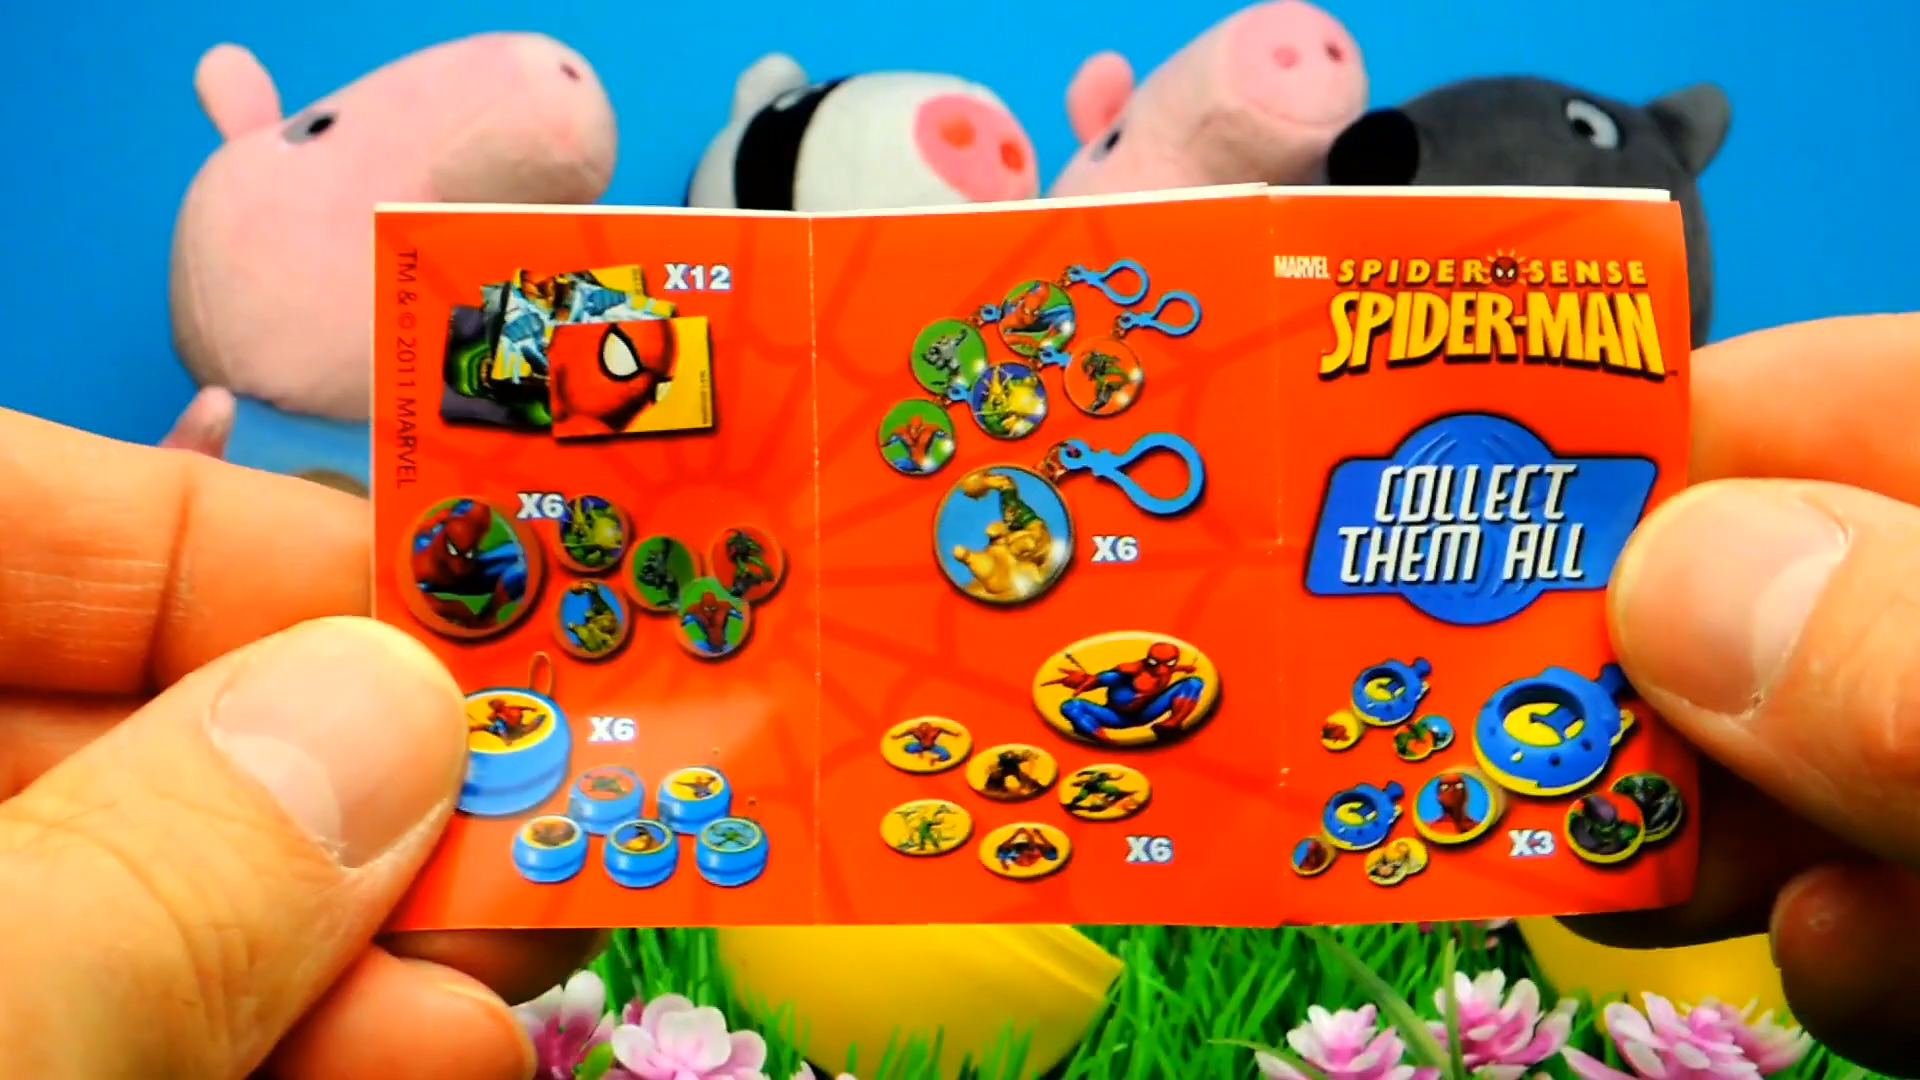 TM & © 2011 MARVEL
X12
X6
X6
X6
X6
MARVEL SPIDER SENSE
SPIDER-MAN
COLLECT
THEM ALL
X3